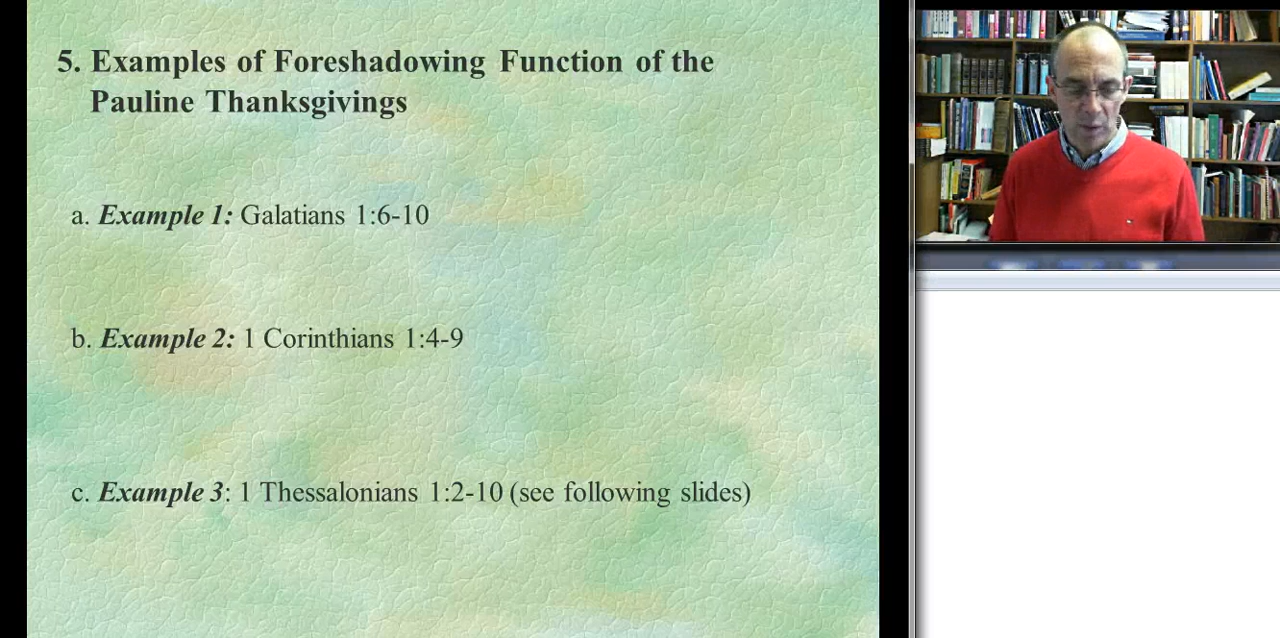 5. Examples of Foreshadowing Function of the
Pauline Thanksgivings
a. Example 1: Galatians 1:6-10
b. Example 2: 1 Corinthians 1:4-9
c. Example 3: 1 Thessalonians 1:2-10 (see following slides)